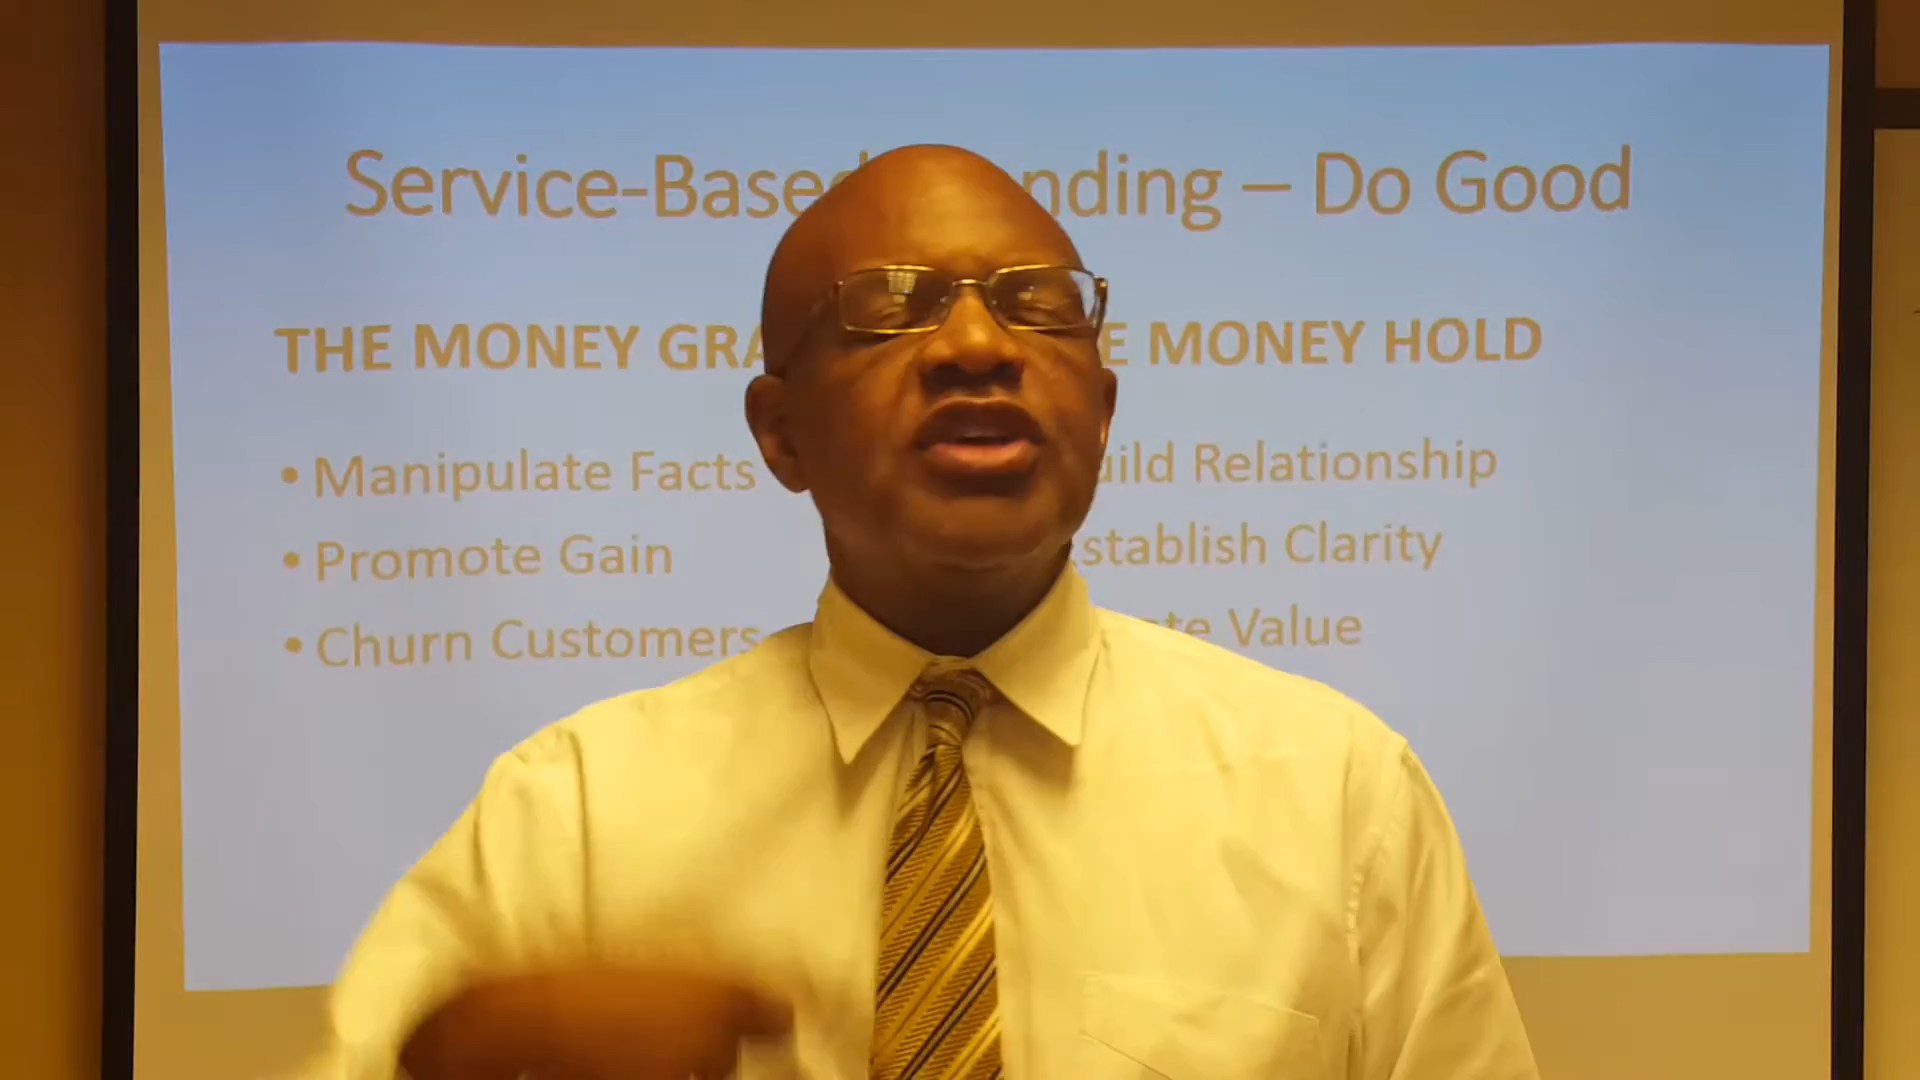 Service-Based nding – Do Good
THE MONEY GRA
E MONEY HOLD
• Manipulate Facts
• Promote Gain
• Churn Customers
uild Relationship
stablish Clarity
te Value